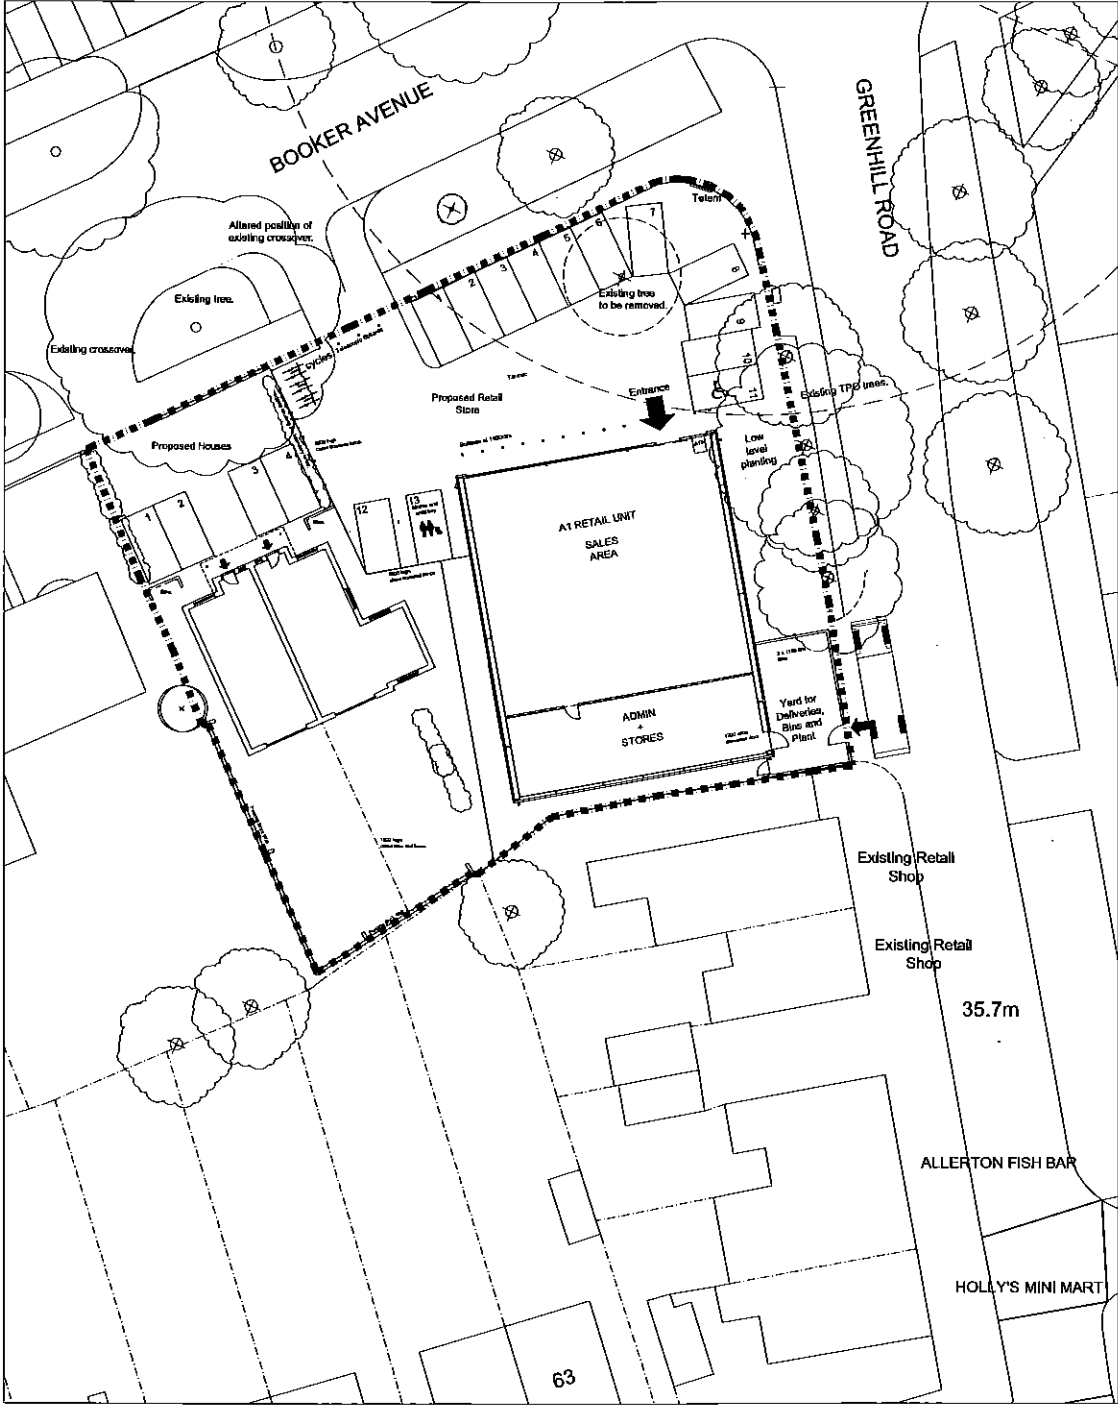 BOOKER AVENUE
GREENHILL ROAD
Totem
Altered position of
existing crossover.
Existing tree.
Existing crossover.
cycles
7
6
5
4
3
2
8
9
10
11
Existing tree
to be removed.
Existing TPO trees.
Proposed Retail
Store
Entrance
ATM
Low
level
planting
Proposed Houses
1
2
3
4
12
13
A1 RETAIL UNIT
SALES
AREA
ADMIN
+
STORES
Yard for
Deliveries,
Bins and
Plant
Existing Retail
Shop
Existing Retail
Shop
35.7m
ALLERTON FISH BAR
HOLLY'S MINI MART
63